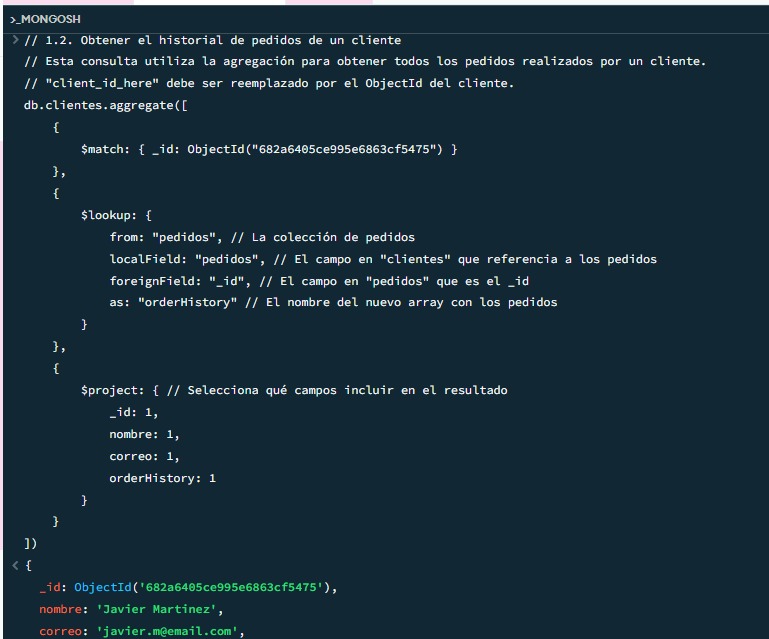 >_MONGOSH
> // 1.2. Obtener el historial de pedidos de un cliente
// Esta consulta utiliza la agregación para obtener todos los pedidos realizados por un cliente.
// "client_id_here" debe ser reemplazado por el ObjectId del cliente.
db.clientes.aggregate([
    {
        $match: { _id: ObjectId("682a6405ce995e6863cf5475") }
    },
    {
        $lookup: {
            from: "pedidos", // La colección de pedidos
            localField: "pedidos", // El campo en "clientes" que referencia a los pedidos
            foreignField: "_id", // El campo en "pedidos" que es el _id
            as: "orderHistory" // El nombre del nuevo array con los pedidos
        }
    },
    {
        $project: { // Selecciona qué campos incluir en el resultado
            _id: 1,
            nombre: 1,
            correo: 1,
            orderHistory: 1
        }
    }
])
< {
  _id: ObjectId('682a6405ce995e6863cf5475'),
  nombre: 'Javier Martinez',
  correo: 'javier.m@email.com',